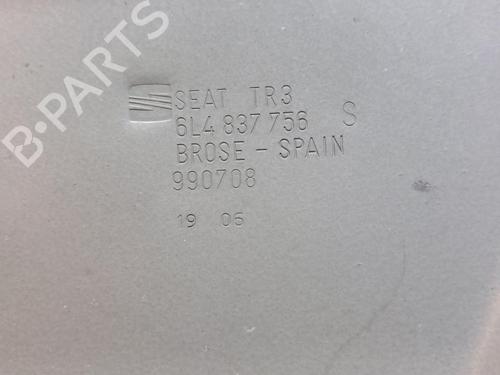 B-PARTS
SEAT TR3
6L4 837 756 S
BROSE - SPAIN
990708
19 06